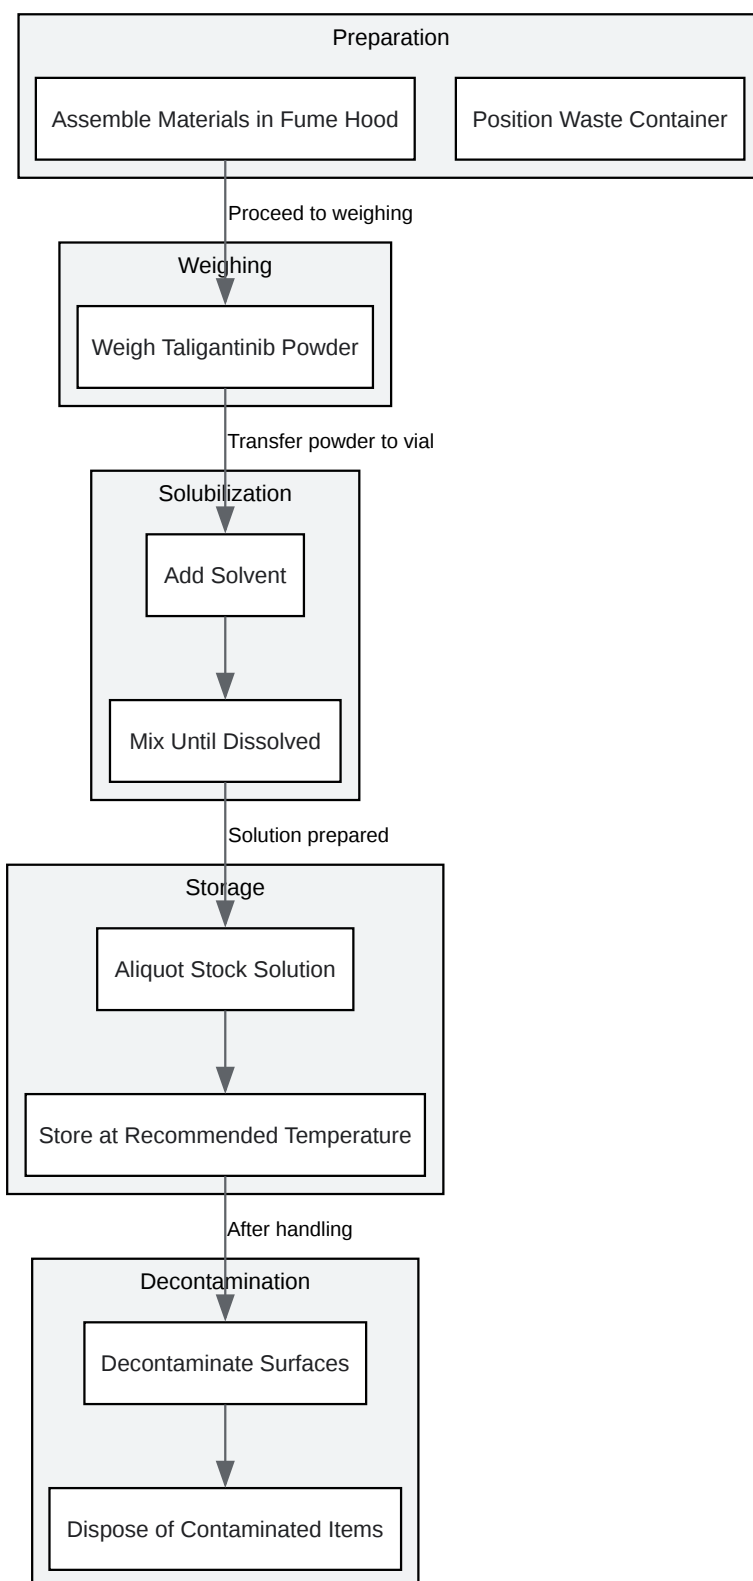 Preparation
Assemble Materials in Fume Hood
Position Waste Container
Proceed to weighing
Weighing
Weigh Taligantinib Powder
Transfer powder to vial
Solubilization
Add Solvent
Mix Until Dissolved
Solution prepared
Storage
Aliquot Stock Solution
Store at Recommended Temperature
After handling
Decontamination
Decontaminate Surfaces
Dispose of Contaminated Items